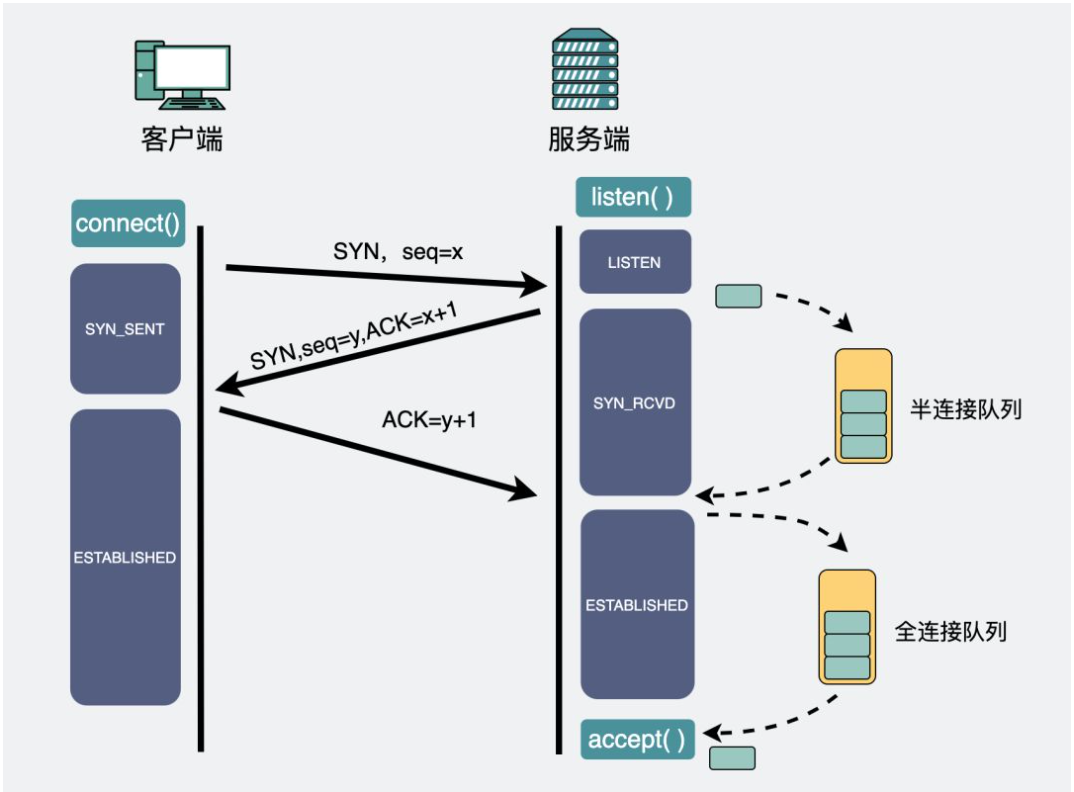 客户端
服务端
connect()
listen( )
SYN，seq=x
LISTEN
SYN_SENT
SYN,seq=y,ACK=x+1
SYN_RCVD
半连接队列
ACK=y+1
ESTABLISHED
ESTABLISHED
全连接队列
accept( )